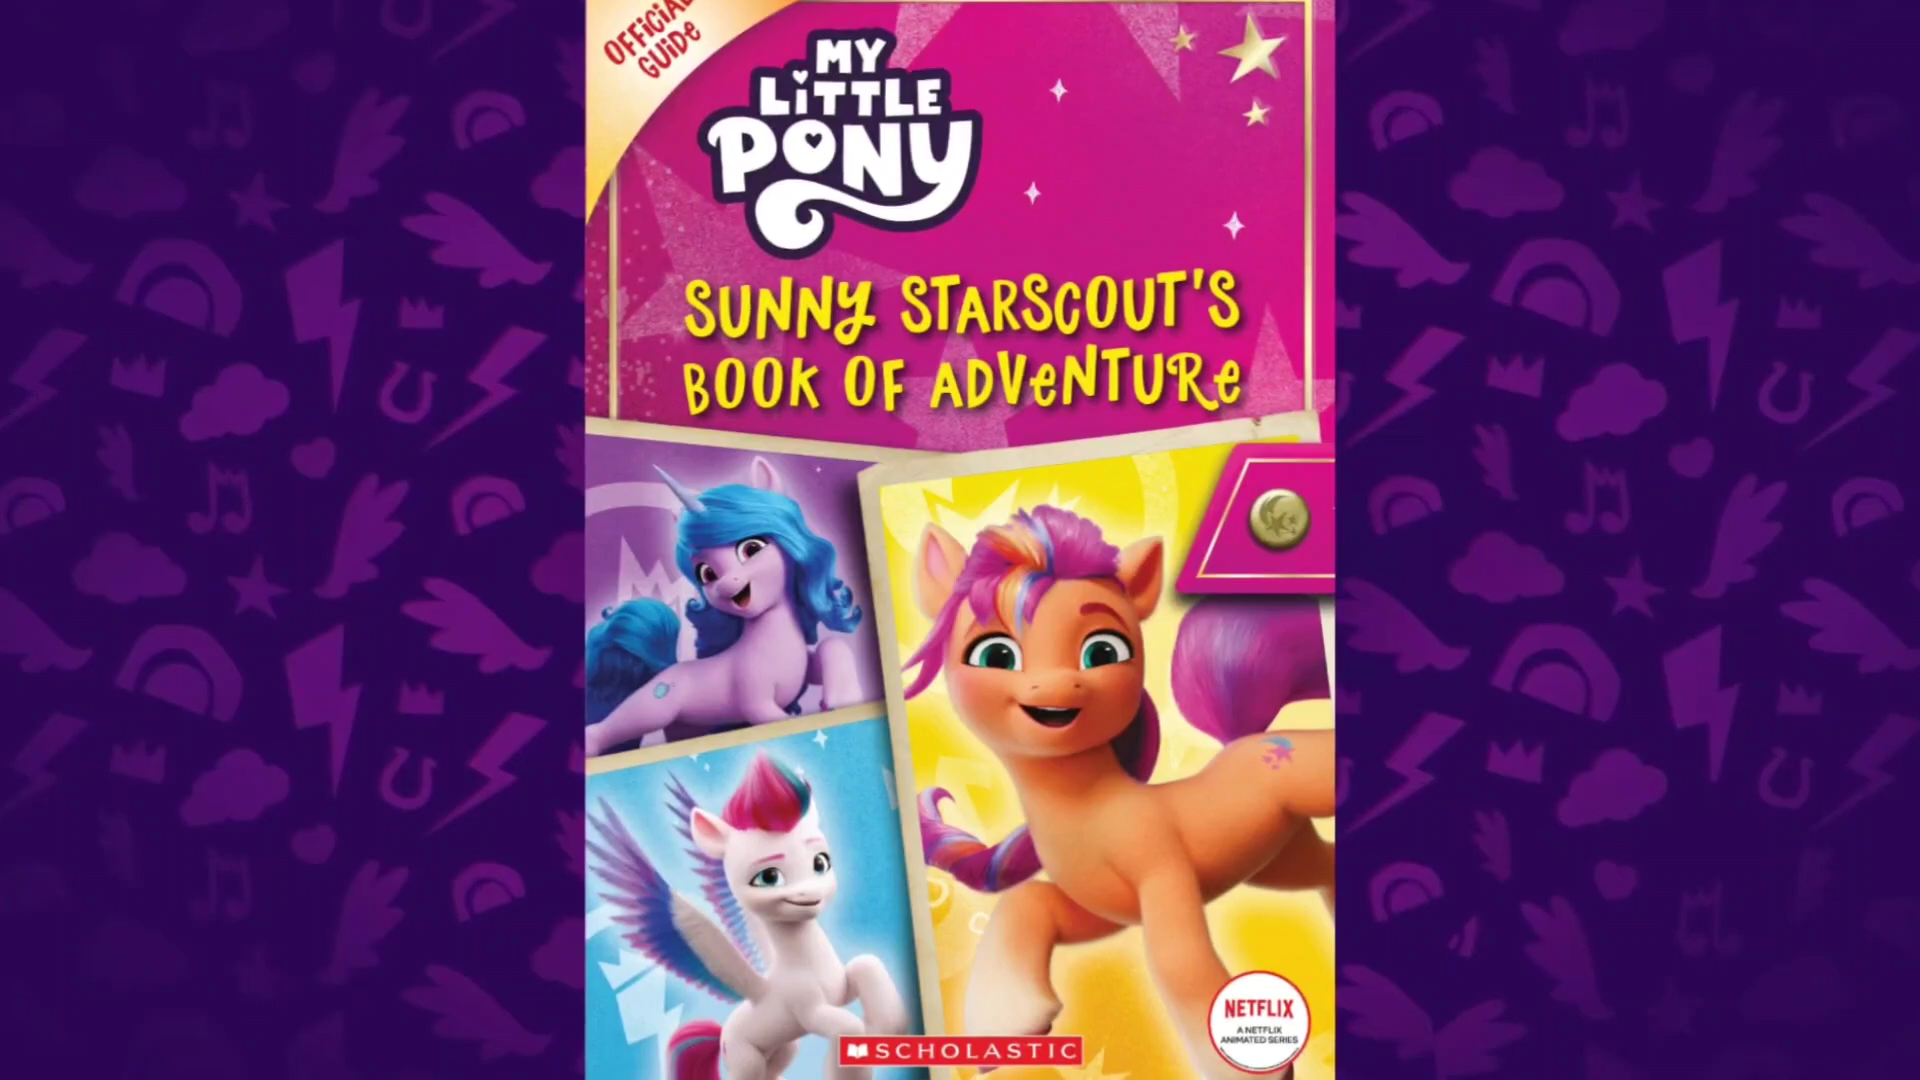 OFFICIAL
GUIDE
MY
LITTLE
PONY
SUNNY STARSCOUT'S
BOOK OF ADVENTURE
NETFLIX
A NETFLIX
ANIMATED SERIES
SCHOLASTIC